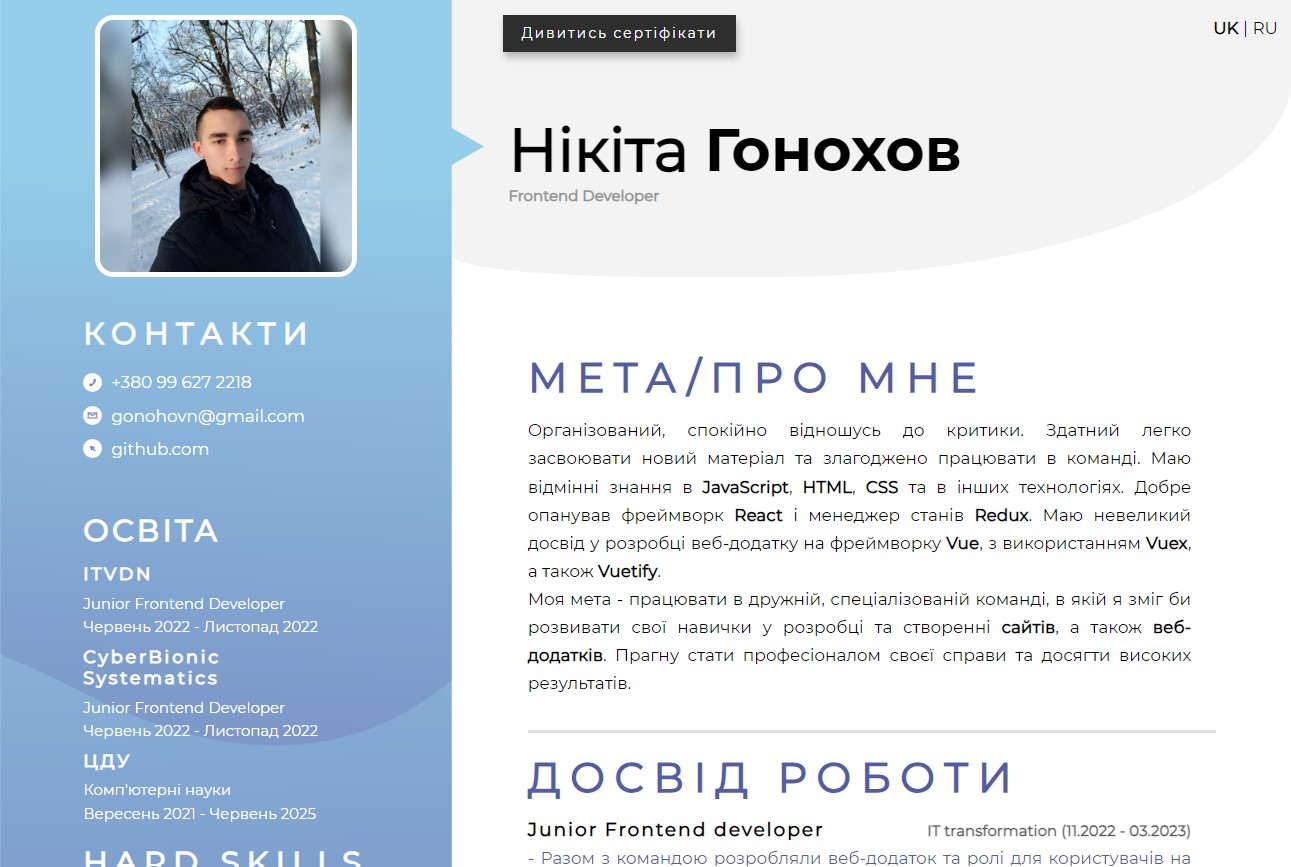 Дивитись сертіфікати
UK | RU
Нікіта Гонохов
Frontend Developer
КОНТАКТИ
+380 99 627 2218
gonohovn@gmail.com
github.com
ОСВІТА
ITVDN
Junior Frontend Developer
Червень 2022 - Листопад 2022
CyberBionic
Systematics
Junior Frontend Developer
Червень 2022 - Листопад 2022
ЦДУ
Комп'ютерні науки
Вересень 2021 - Червень 2025
HARD SKILLS
МЕТА/ПРО МНЕ
Організований, спокійно відношусь до критики. Здатний легко
засвоювати новий матеріал та злагоджено працювати в команді. Маю
відмінні знання в JavaScript, HTML, CSS та в інших технологіях. Добре
опанував фреймворк React і менеджер станів Redux. Маю невеликий
досвід у розробці веб-додатку на фреймворку Vue, з використанням Vuex,
а також Vuetify.
Моя мета - працювати в дружній, спеціалізованій команді, в якій я зміг би
розвивати свої навички у розробці та створенні сайтів, а також веб-
додатків. Прагну стати професіоналом своєї справи та досягти високих
результатів.
ДОСВІД РОБОТИ
Junior Frontend developer
IT transformation (11.2022 - 03.2023)
- Разом з командою розробляли веб-додаток та ролі для користувачів на